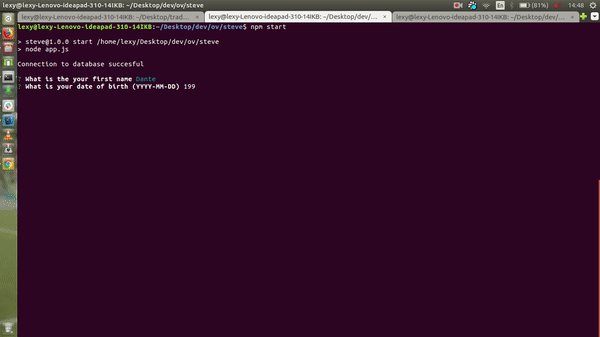 lexy@lexy-Lenovo-ideapad-310-14IKB: ~/Desktop/dev/ov/steve
En
(81%)
14:48
lexy@lexy-Lenovo-ideapad-310-14IKB: ~/Desktop/trad...
lexy@lexy-Lenovo-ideapad-310-14IKB: ~/Desktop/dev/...
lexy@lexy-Lenovo-ideapad-310-14IKB: ~/Desktop/dev/ov...
lexy@lexy-Lenovo-ideapad-310-14IKB:~/Desktop/dev/ov/steve$ npm start
> steve@1.0.0 start /home/lexy/Desktop/dev/ov/steve
> node app.js
Connection to database succesful
? What is the your first name Dante
? What is your date of birth (YYYY-MM-DD) 199